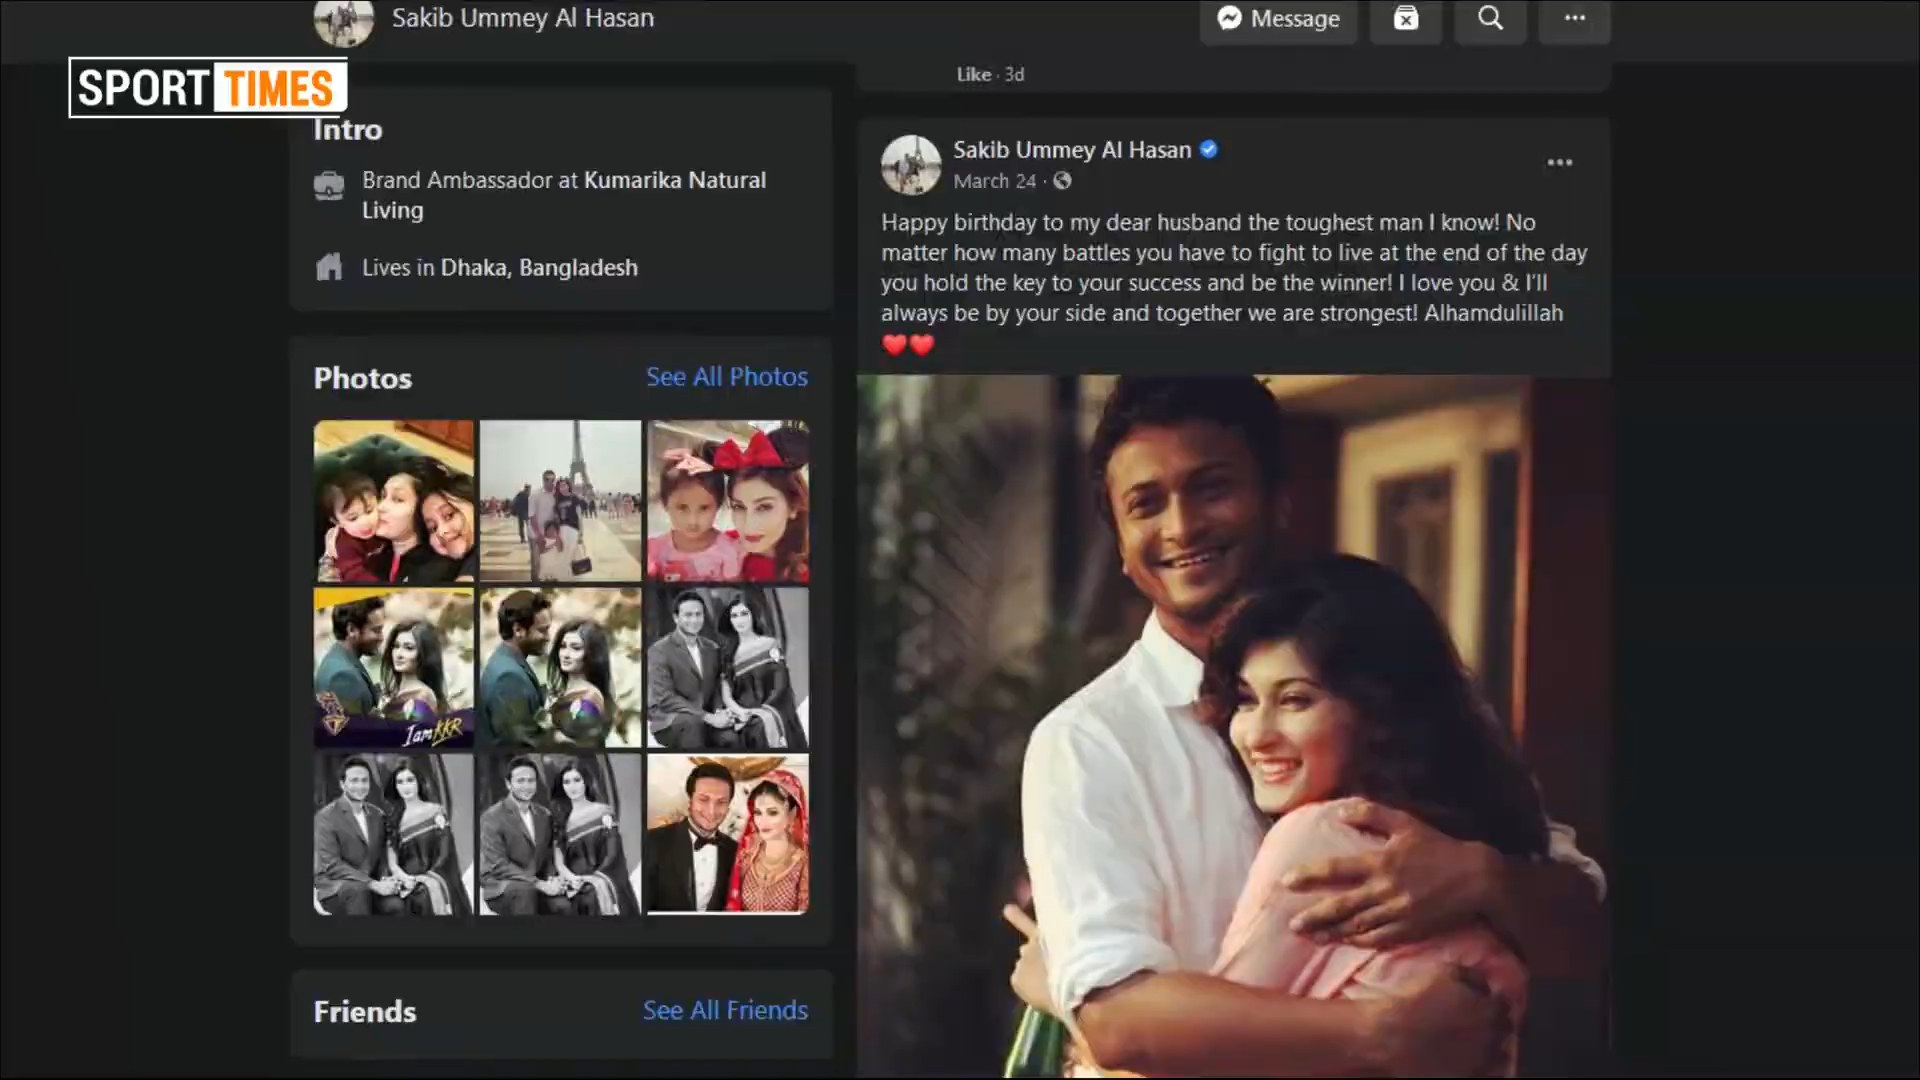 Sakib Ummey Al Hasan
Message
SPORT TIMES
Like · 3d
Intro
Brand Ambassador at Kumarika Natural
Living
Lives in Dhaka, Bangladesh
Photos
See All Photos
I am KKR
Friends
See All Friends
Sakib Ummey Al Hasan
March 24 ·
Happy birthday to my dear husband the toughest man I know! No
matter how many battles you have to fight to live at the end of the day
you hold the key to your success and be the winner! I love you & I'll
always be by your side and together we are strongest! Alhamdulillah
❤️❤️